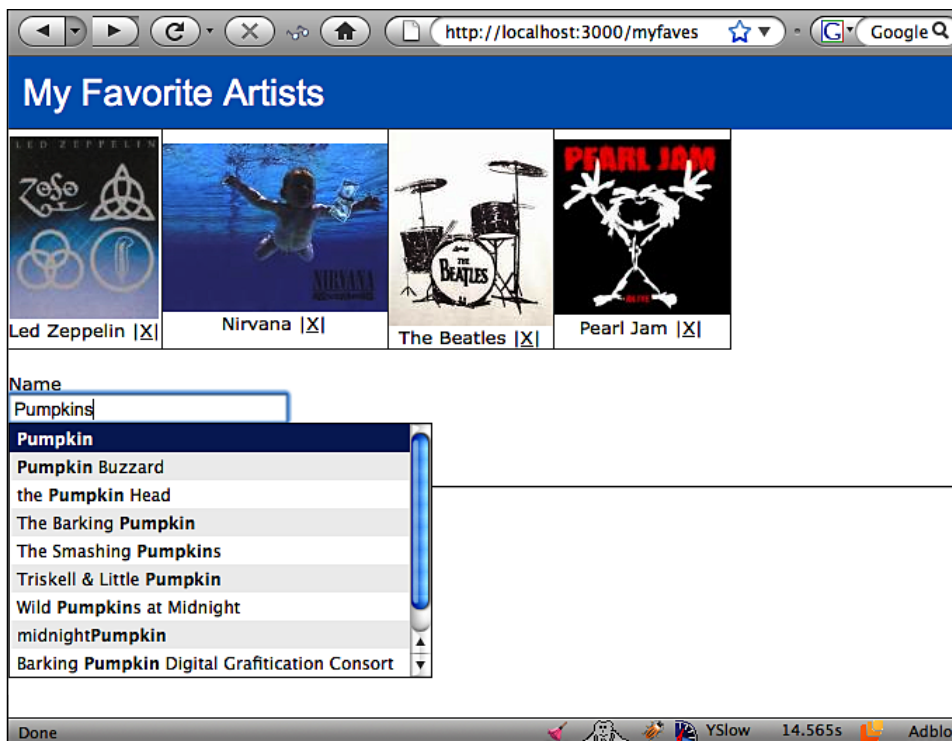 http://localhost:3000/myfaves
G
Google
My Favorite Artists
LED ZEPPELIN
NIRVANA
THE
BEATLES
PEARL JAM
ALIVE
Led Zeppelin |X|
Nirvana |X|
The Beatles |X|
Pearl Jam |X|
Name
Pumpkins
Pumpkin
Pumpkin Buzzard
the Pumpkin Head
The Barking Pumpkin
The Smashing Pumpkins
Triskell & Little Pumpkin
Wild Pumpkins at Midnight
midnightPumpkin
Barking Pumpkin Digital Grafitication Consort
Done
YSlow
14.565s
Adblo